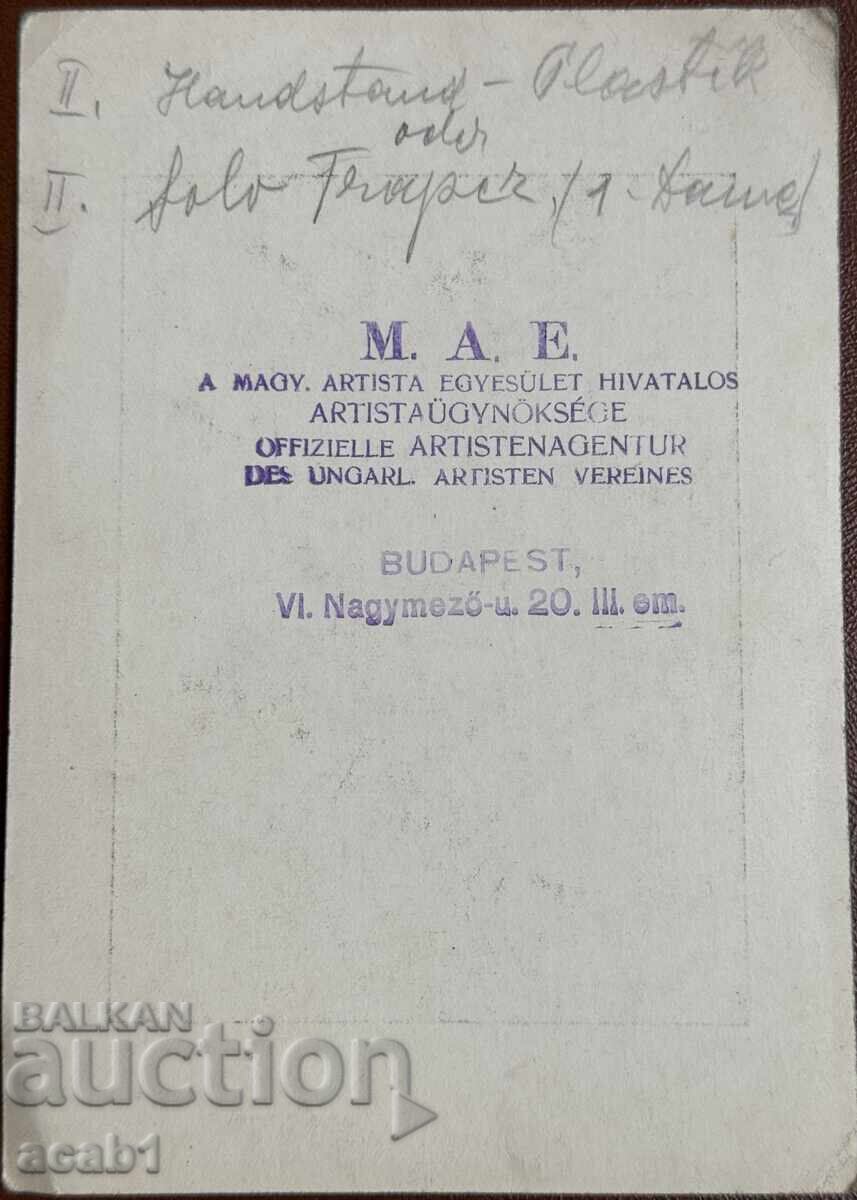 II. Handstand - Plastik
oder
II. Solo Trapez, (1 - Dame)
M. A. E.
A MAGY. ARTISTA EGYESÜLET HIVATALOS
ARTISTAÜGYNÖKSÉGE
OFFIZIELLE ARTISTENAGENTUR
DES UNGARL. ARTISTEN VEREINES
BUDAPEST,
VI. Nagymező-u. 20. III. em.
BALKAN
auction
acab1